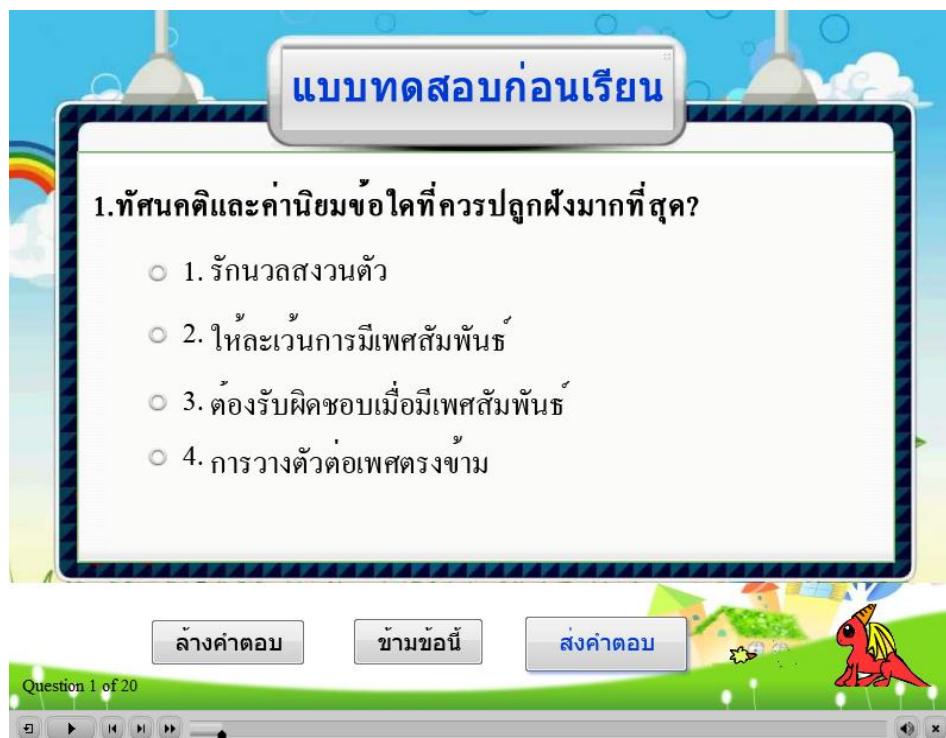 แบบทดสอบก่อนเรียน
1.ทัศนคติและค่านิยมข้อใดที่ควรปลูกฝังมากที่สุด?
1. รักนวลสงวนตัว
2. ให้ละเว้นการมีเพศสัมพันธ์
3. ต้องรับผิดชอบเมื่อมีเพศสัมพันธ์
4. การวางตัวต่อเพศตรงข้าม
ล้างคำตอบ
ข้ามข้อนี้
ส่งคำตอบ
Question 1 of 20